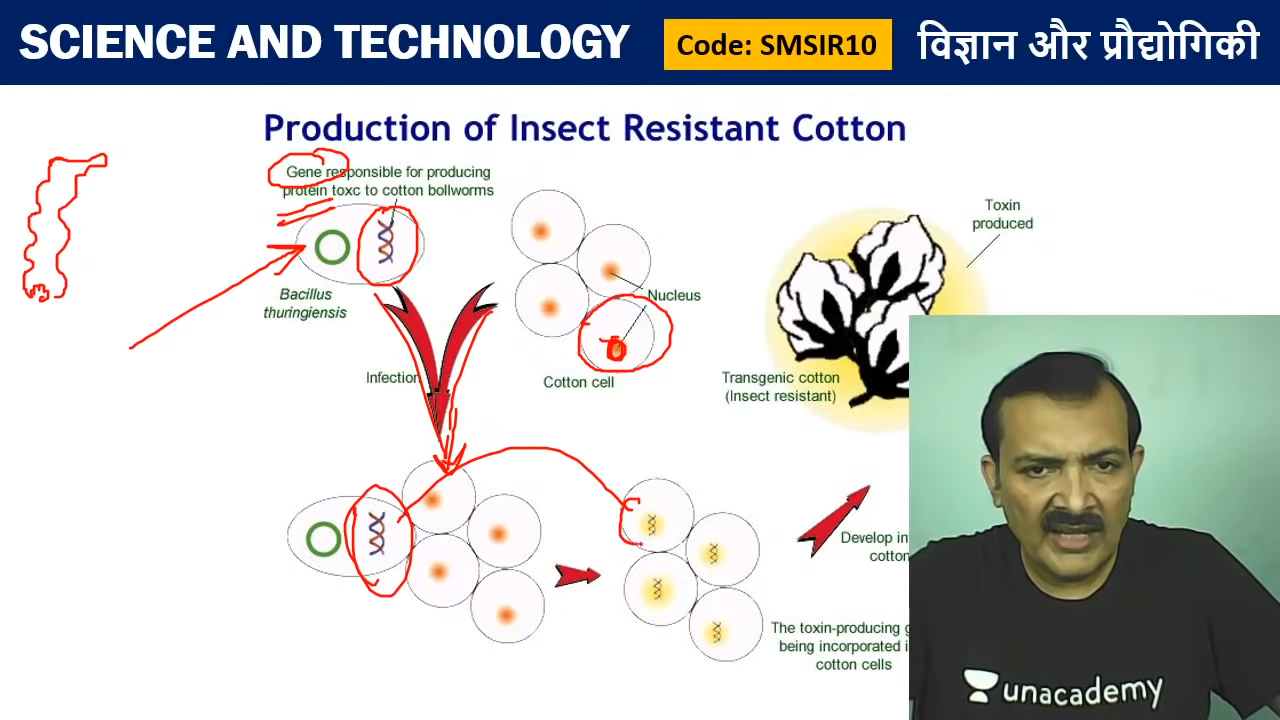 SCIENCE AND TECHNOLOGY
Code: SMSIR10
विज्ञान और प्रौद्योगिकी
Production of Insect Resistant Cotton
Gene responsible for producing
protein toxc to cotton bollworms
Bacillus
thuringiensis
Nucleus
Toxin
produced
Infection
Cotton cell
Transgenic cotton
(Insect resistant)
Develop
cotton
The toxin-producing
being incorporated
cotton cells
unacademy